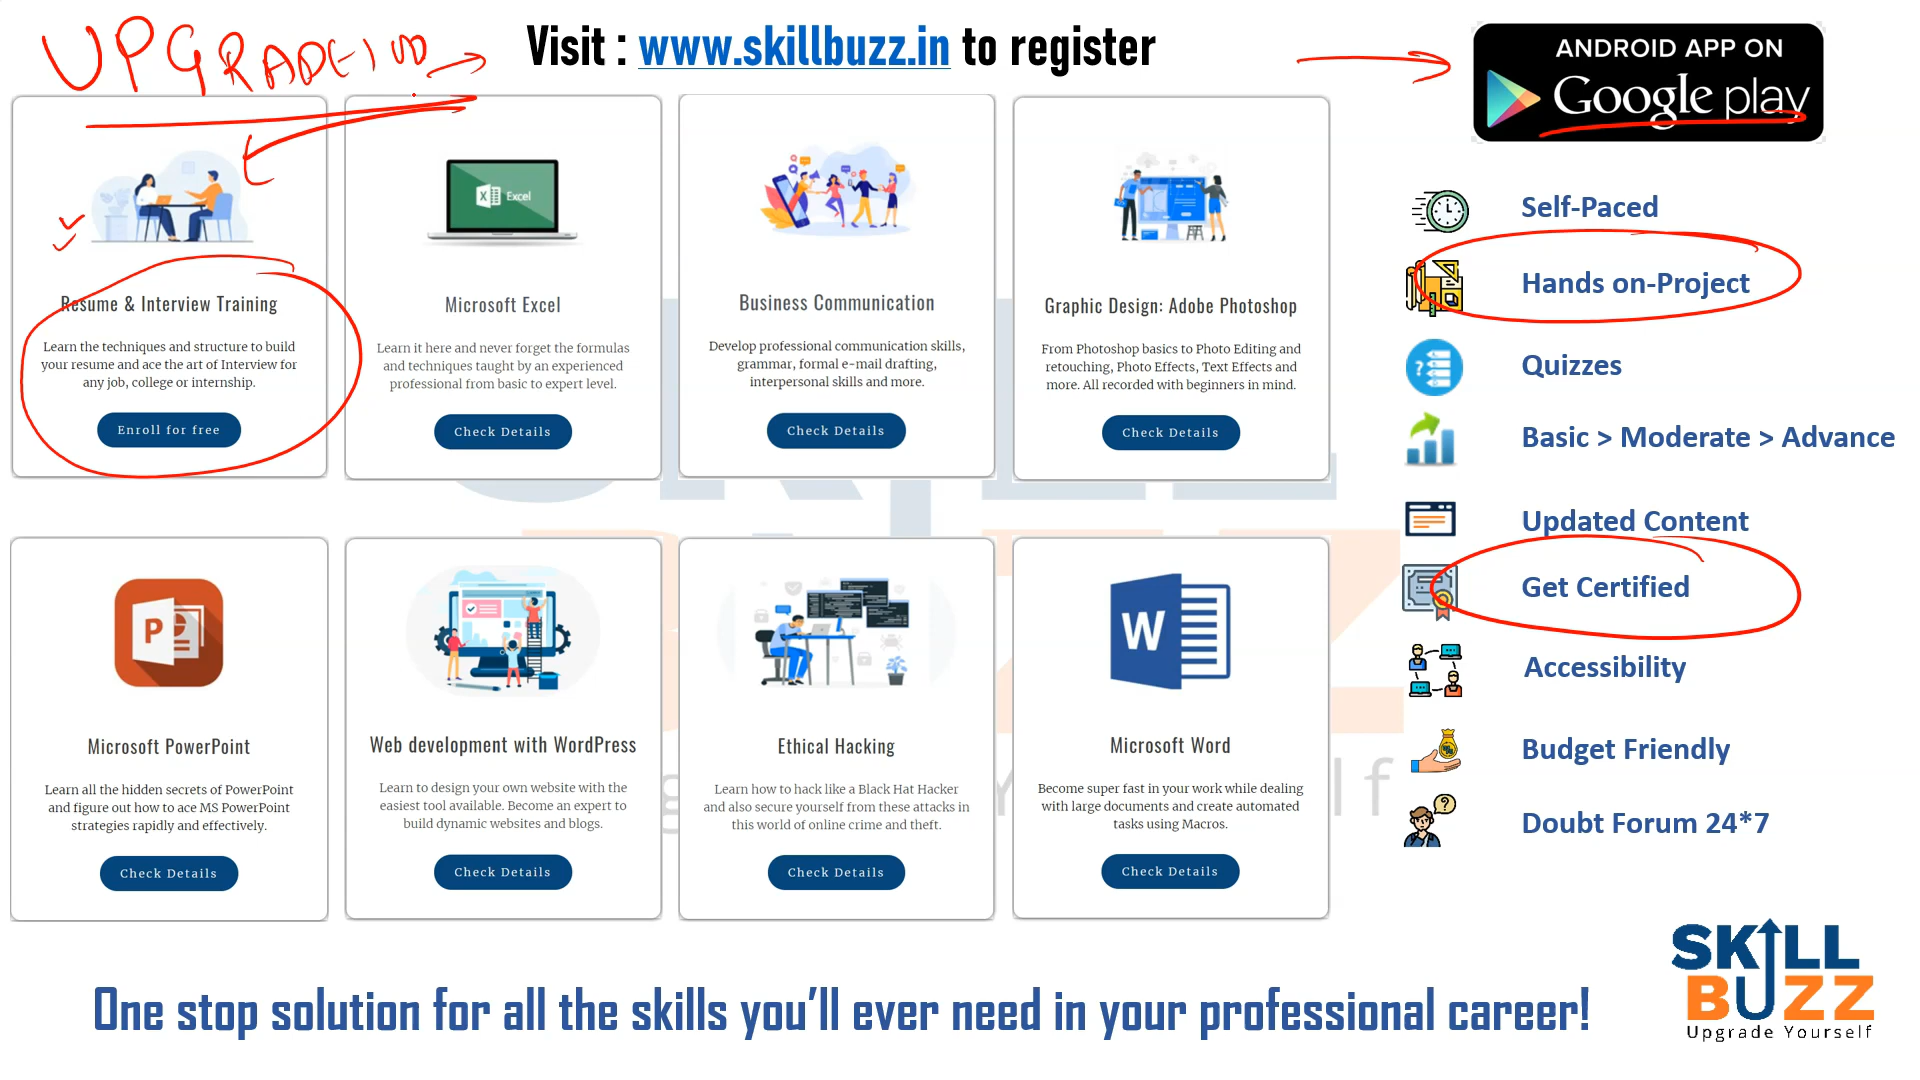 UPGRADE100
Visit : www.skillbuzz.in to register
ANDROID APP ON
Google play
Resume & Interview Training
Learn the techniques and structure to build
your resume and ace the art of Interview for
any job, college or internship.
Enroll for free
Excel
Microsoft Excel
Learn it here and never forget the formulas
and techniques taught by an experienced
professional from basic to expert level.
Check Details
Business Communication
Develop professional communication skills,
grammar, formal e-mail drafting,
interpersonal skills and more.
Check Details
Graphic Design: Adobe Photoshop
From Photoshop basics to Photo Editing and
retouching, Photo Effects, Text Effects and
more. All recorded with beginners in mind.
Check Details
Microsoft PowerPoint
Learn all the hidden secrets of PowerPoint
and figure out how to ace MS PowerPoint
strategies rapidly and effectively.
Check Details
Web development with WordPress
Learn to design your own website with the
easiest tool available. Become an expert to
build dynamic websites and blogs.
Check Details
Ethical Hacking
Learn how to hack like a Black Hat Hacker
and also secure yourself from these attacks in
this world of online crime and theft.
Check Details
W
Microsoft Word
Become super fast in your work while dealing
with large documents and create automated
tasks using Macros.
Check Details
Self-Paced
Hands on-Project
Quizzes
Basic > Moderate > Advance
Updated Content
Get Certified
Accessibility
Budget Friendly
Doubt Forum 24*7
One stop solution for all the skills you'll ever need in your professional career!
SKILL
BUZZ
Upgrade Yourself